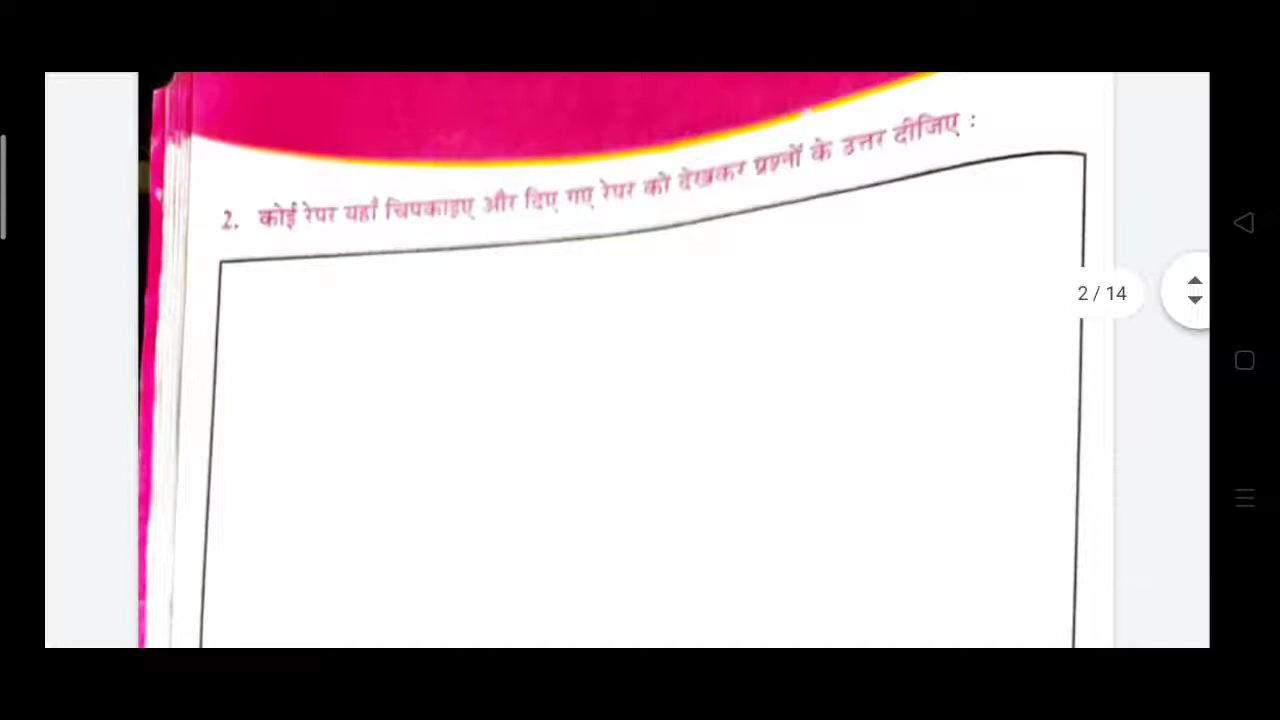 2. कोई रेपर यहाँ चिपकाइए और दिए गए रेपर को देखकर प्रश्नों के उत्तर दीजिए :
2 / 14